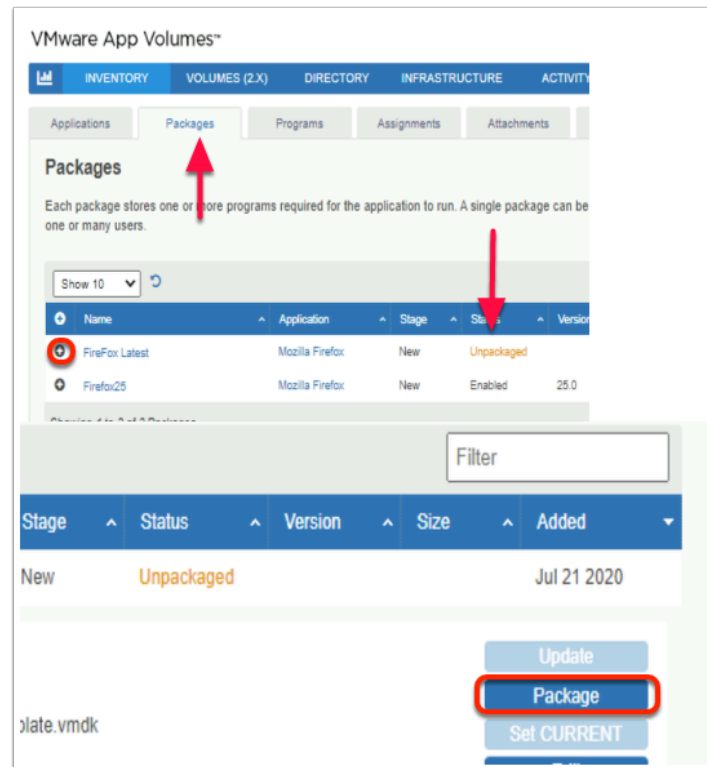 VMware App Volumes™
INVENTORY VOLUMES (2.X) DIRECTORY INFRASTRUCTURE ACTIVITY
Applications Packages Programs Assignments Attachments
Packages
Each package stores one or more programs required for the application to run. A single package can be
one or many users.
Show 10
Name Application Stage Status Version
FireFox Latest Mozilla Firefox New Unpackaged
Firefox25 Mozilla Firefox New Enabled 25.0
Filter
Stage Status Version Size Added
New Unpackaged Jul 21 2020
Update
Package
plate.vmdk
Set CURRENT